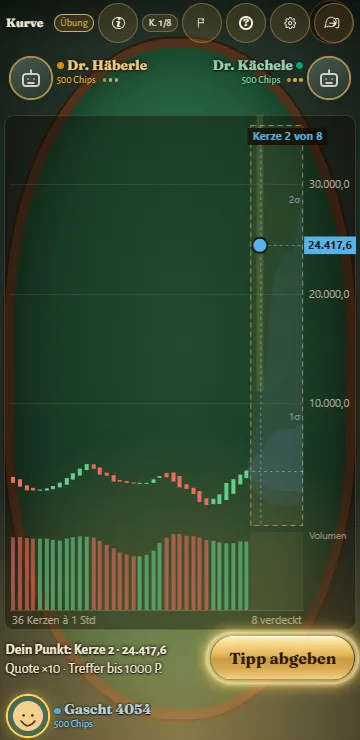 Kurve Übung K. 1/8
Dr. Häberle
500 Chips
Dr. Kächele
500 Chips
Kerze 2 von 8
30.000,0
2σ
24.417,6
20.000,0
10.000,0
1σ
Volumen
36 Kerzen à 1 Std
8 verdeckt
Dein Punkt: Kerze 2 · 24.417,6
Quote ×10 · Treffer bis 1000 P.
Tipp abgeben
Gascht 4054
500 Chips